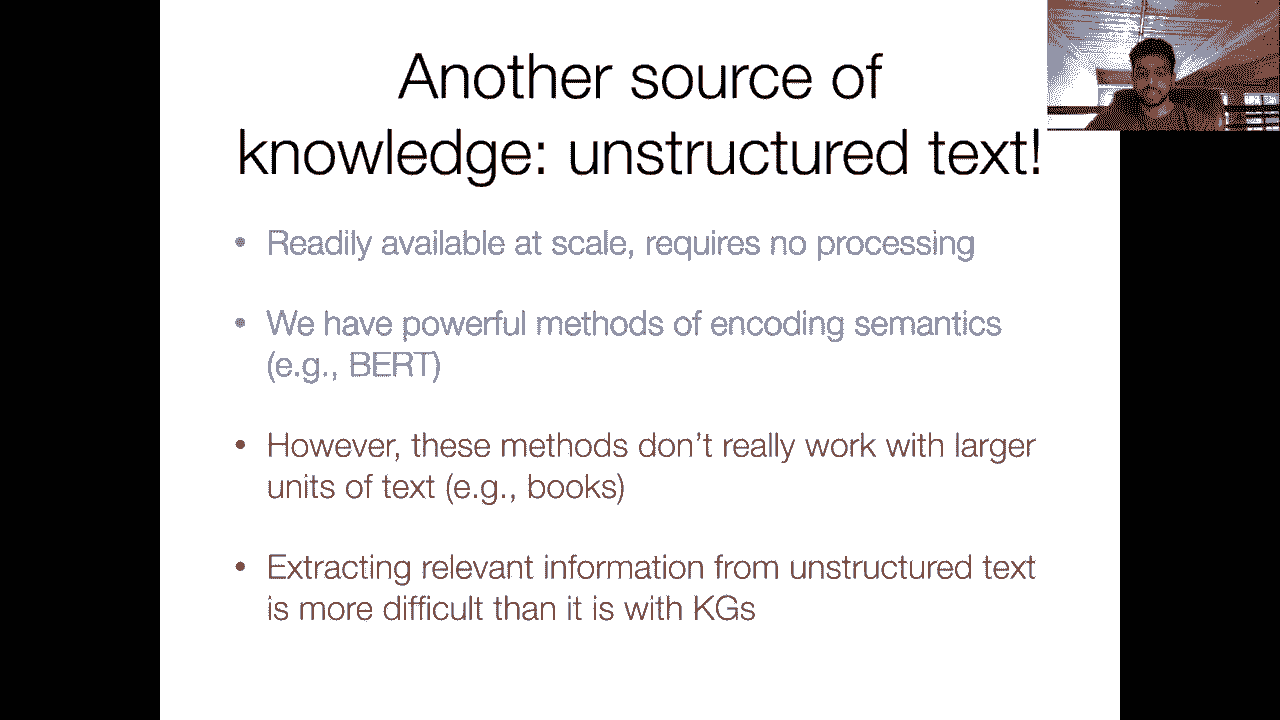 Another source of
knowledge: unstructured text!
• Readily available at scale, requires no processing
• We have powerful methods of encoding semantics
(e.g., BERT)
• However, these methods don’t really work with larger
units of text (e.g., books)
• Extracting relevant information from unstructured text
is more difficult than it is with KGs